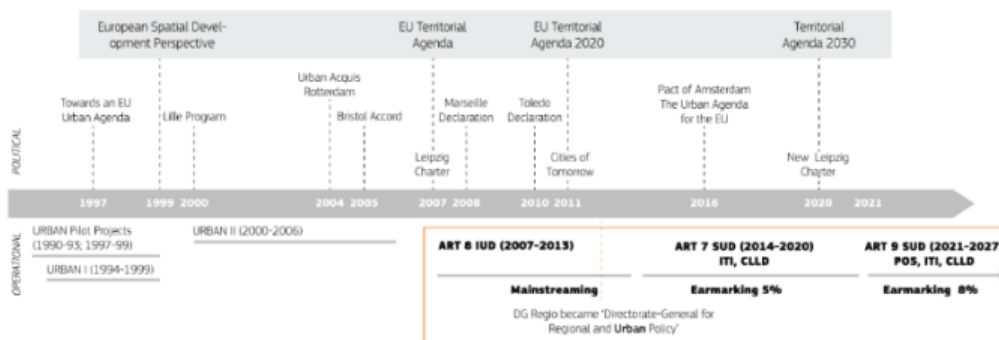 European Spatial Devel-
opment Perspective
EU Territorial
Agenda
EU Territorial
Agenda 2020
Territorial
Agenda 2030
Towards an EU
Urban Agenda
Lille Program
Urban Acquis
Rotterdam
Bristol Accord
Leipzig
Charter
Marseille
Declaration
Toledo
Declaration
Cities of
Tomorrow
Pact of Amsterdam
The Urban Agenda
for the EU
New Leipzig
Charter
POLITICAL
1997 1999 2000 2004 2005 2007 2008 2010 2011 2016 2020 2021
OPERATIONAL
URBAN Pilot Projects
(1990-93; 1997-99)
URBAN I (1994-1999)
URBAN II (2000-2006)
ART 8 IUD (2007-2013)
Mainstreaming
ART 7 SUD (2014-2020)
ITI, CLLD
Earmarking 5%
ART 9 SUD (2021-2027)
PO5, ITI, CLLD
Earmarking 8%
DG Regio became 'Directorate-General for
Regional and Urban Policy'